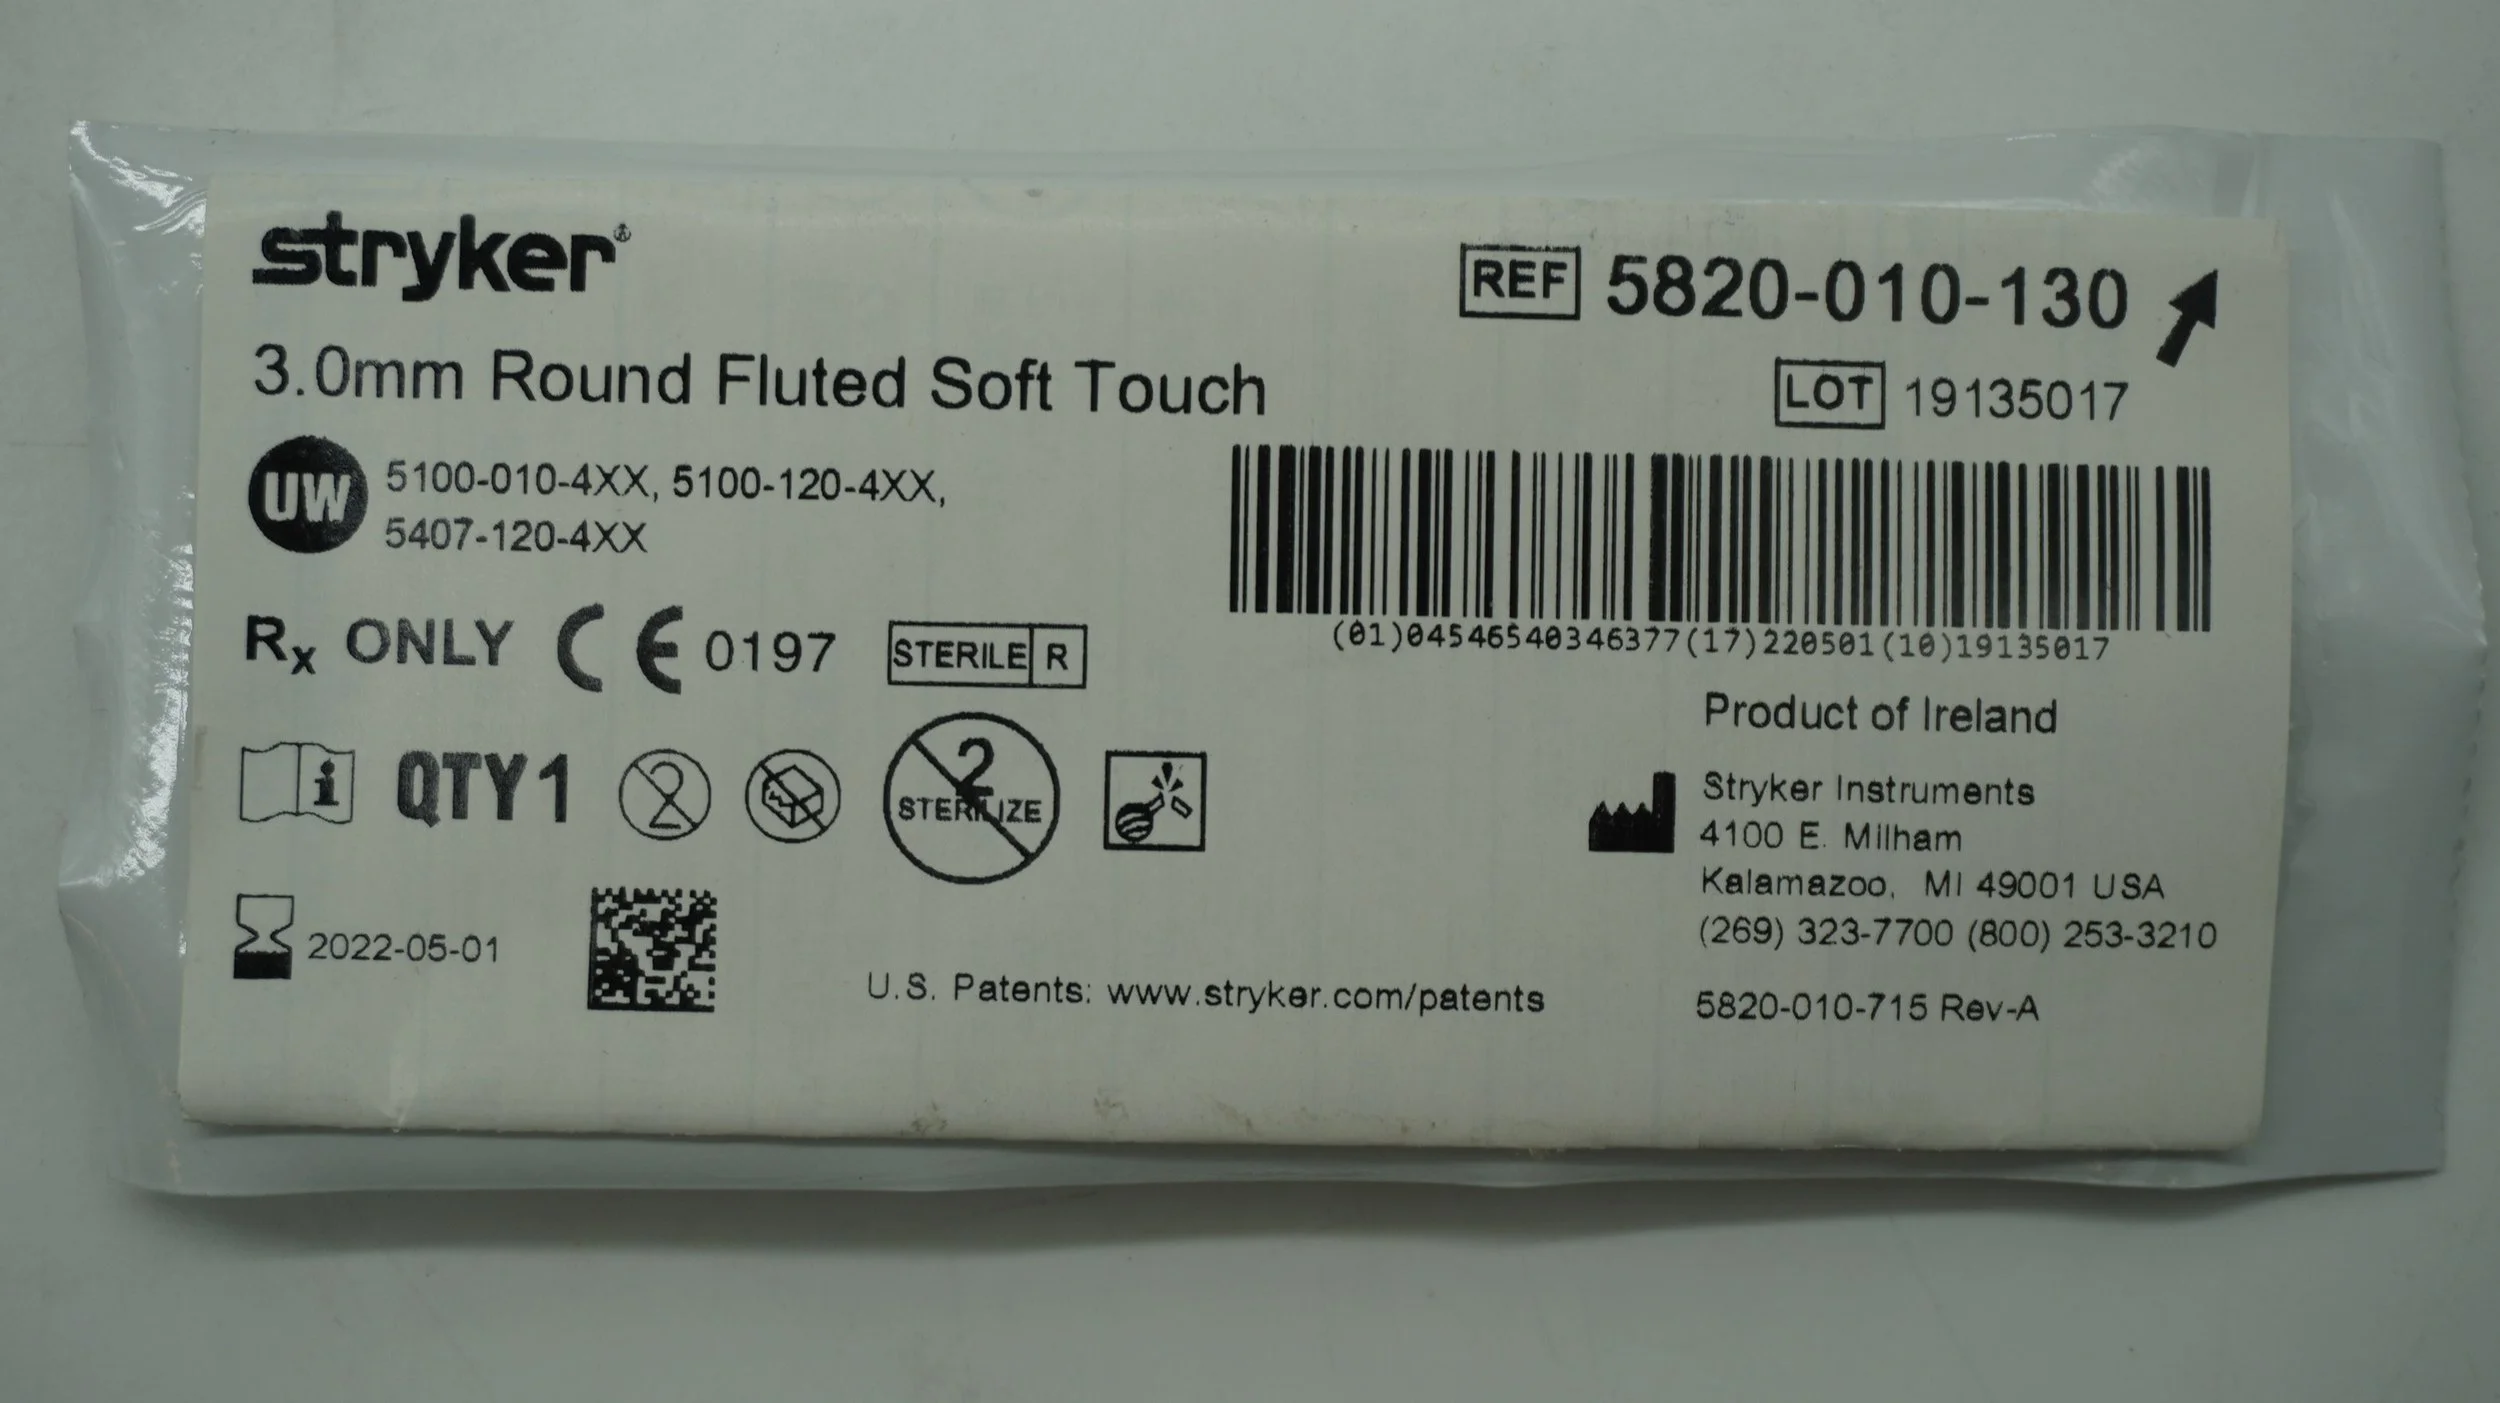 stryker®
3.0mm Round Fluted Soft Touch
REF 5820-010-130
LOT 19135017
UW 5100-010-4XX, 5100-120-4XX,
5407-120-4XX
(01)04546540346377(17)220501(10)19135017
Rx ONLY CE 0197 STERILE R
i QTY 1 2 2 STERILIZE
2022-05-01
U.S. Patents: www.stryker.com/patents
Product of Ireland
Stryker Instruments
4100 E. Milham
Kalamazoo, MI 49001 USA
(269) 323-7700 (800) 253-3210
5820-010-715 Rev-A